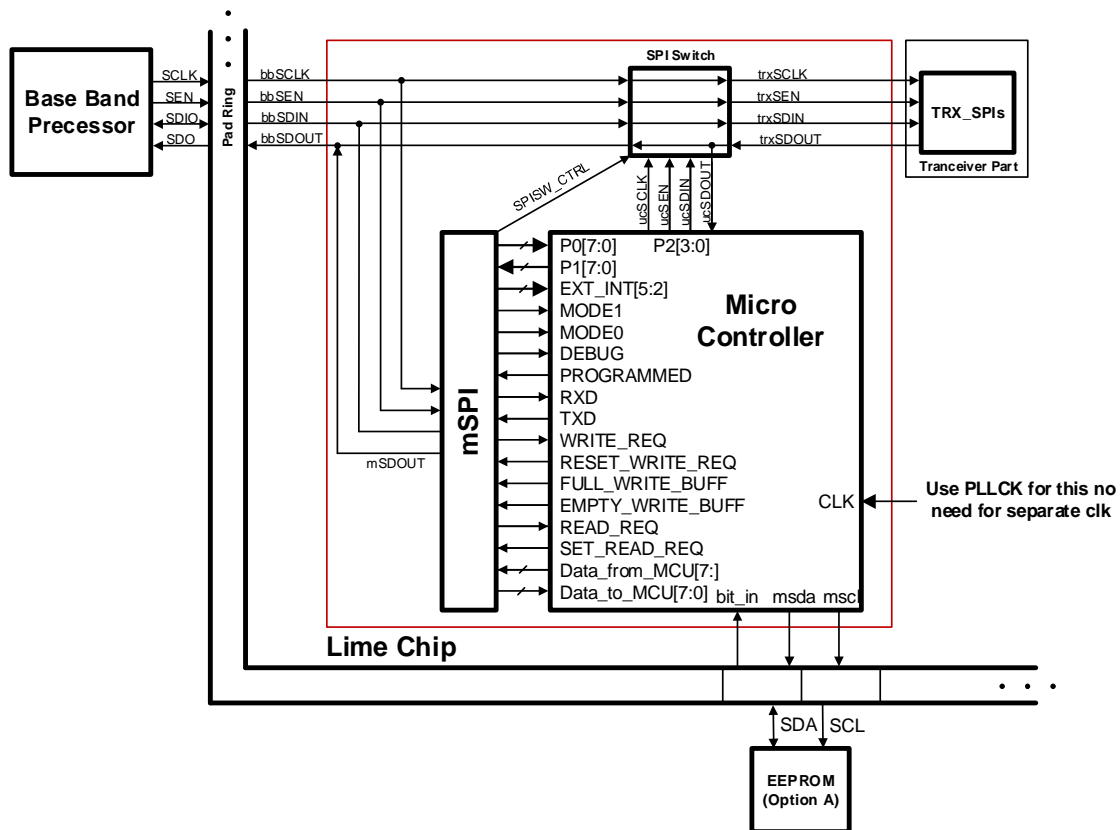 SPI Switch
Base Band
Precessor
SCLK
SEN
SDIO
SDO
Pad Ring
bbSCLK
bbSEN
bbSDIN
bbSDOUT
trxSCLK
trxSEN
trxSDIN
trxSDOUT
TRX_SPIs
Tranceiver Part
SPISW_CTRL
ucSCLK
ucSEN
ucSDIN
ucSDOUT
mSPI
mSDOUT
P0[7:0]
P2[3:0]
P1[7:0]
EXT_INT[5:2]
MODE1
MODE0
DEBUG
PROGRAMMED
RXD
TXD
WRITE_REQ
RESET_WRITE_REQ
FULL_WRITE_BUFF
EMPTY_WRITE_BUFF
READ_REQ
SET_READ_REQ
Data_from_MCU[7:]
Data_to_MCU[7:0]
Micro
Controller
CLK
Use PLLCK for this no
need for separate clk
bit_in
msda
mscl
Lime Chip
SDA
SCL
EEPROM
(Option A)